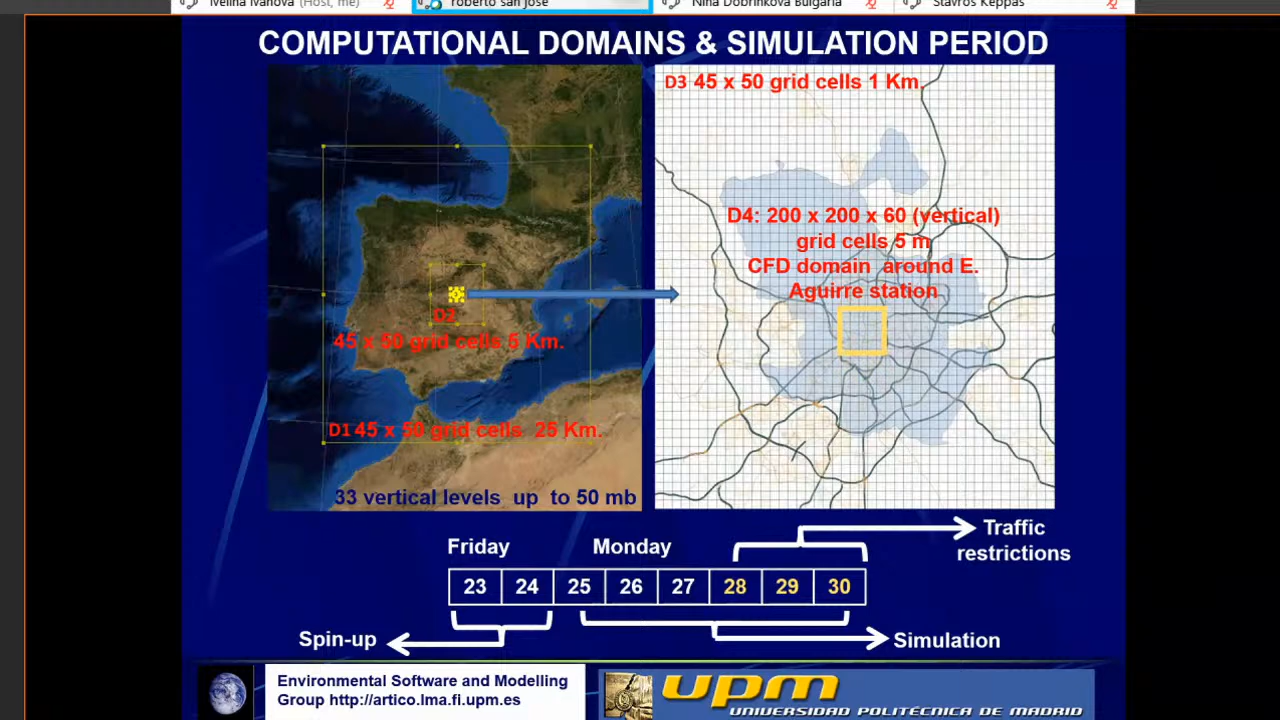 Ivelina Ivanova (Host, me)
roberto san jose
Nina Dobrinkova Bulgaria
Stavros Keppas
COMPUTATIONAL DOMAINS & SIMULATION PERIOD
D3 45 x 50 grid cells 1 Km.
D4: 200 x 200 x 60 (vertical)
grid cells 5 m
CFD domain around E.
Aguirre station
D2
45 x 50 grid cells 5 Km.
D1 45 x 50 grid cells 25 Km.
33 vertical levels up to 50 mb
Traffic
restrictions
Friday Monday
23 24 25 26 27 28 29 30
Spin-up
Simulation
Environmental Software and Modelling
Group http://artico.lma.fi.upm.es
upm
UNIVERSIDAD POLITÉCNICA DE MADRID